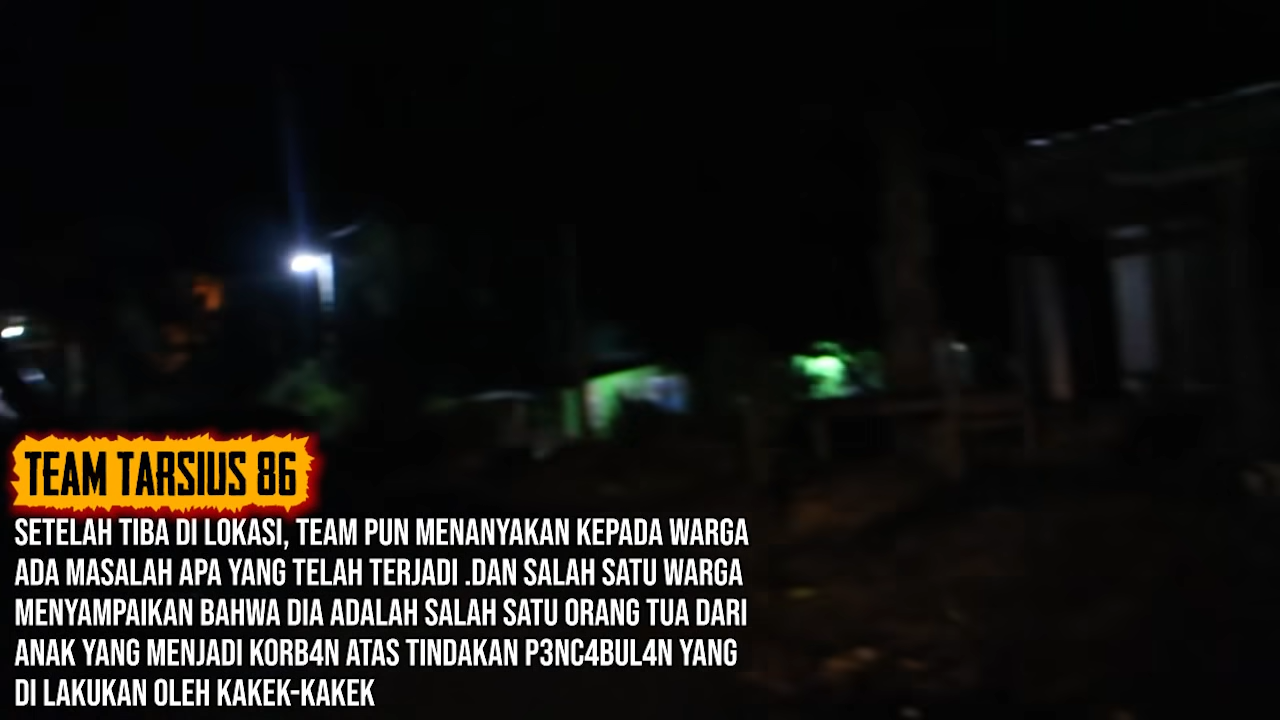 TEAM TARSIUS 86
SETELAH TIBA DI LOKASI, TEAM PUN MENANYAKAN KEPADA WARGA
ADA MASALAH APA YANG TELAH TERJADI .DAN SALAH SATU WARGA
MENYAMPAIKAN BAHWA DIA ADALAH SALAH SATU ORANG TUA DARI
ANAK YANG MENJADI KORB4N ATAS TINDAKAN P3NC4BUL4N YANG
DI LAKUKAN OLEH KAKEK-KAKEK